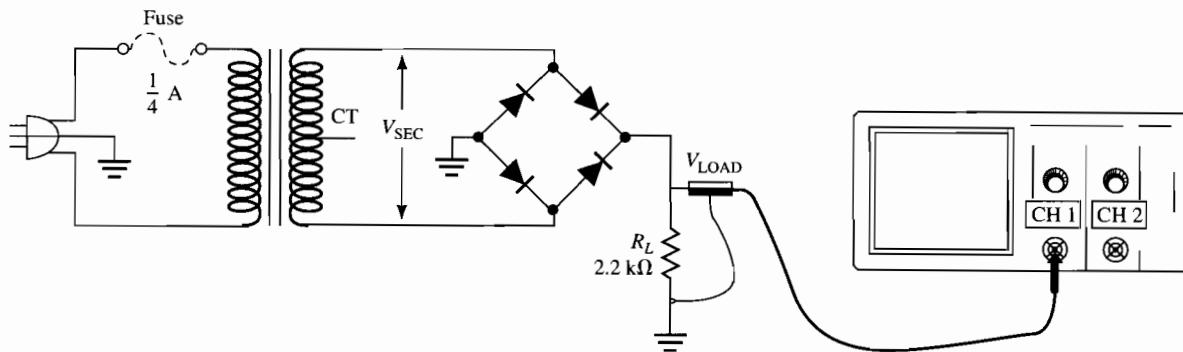 Fuse
1/4 A
CT
V_SEC
V_LOAD
R_L
2.2 kΩ
CH 1
CH 2